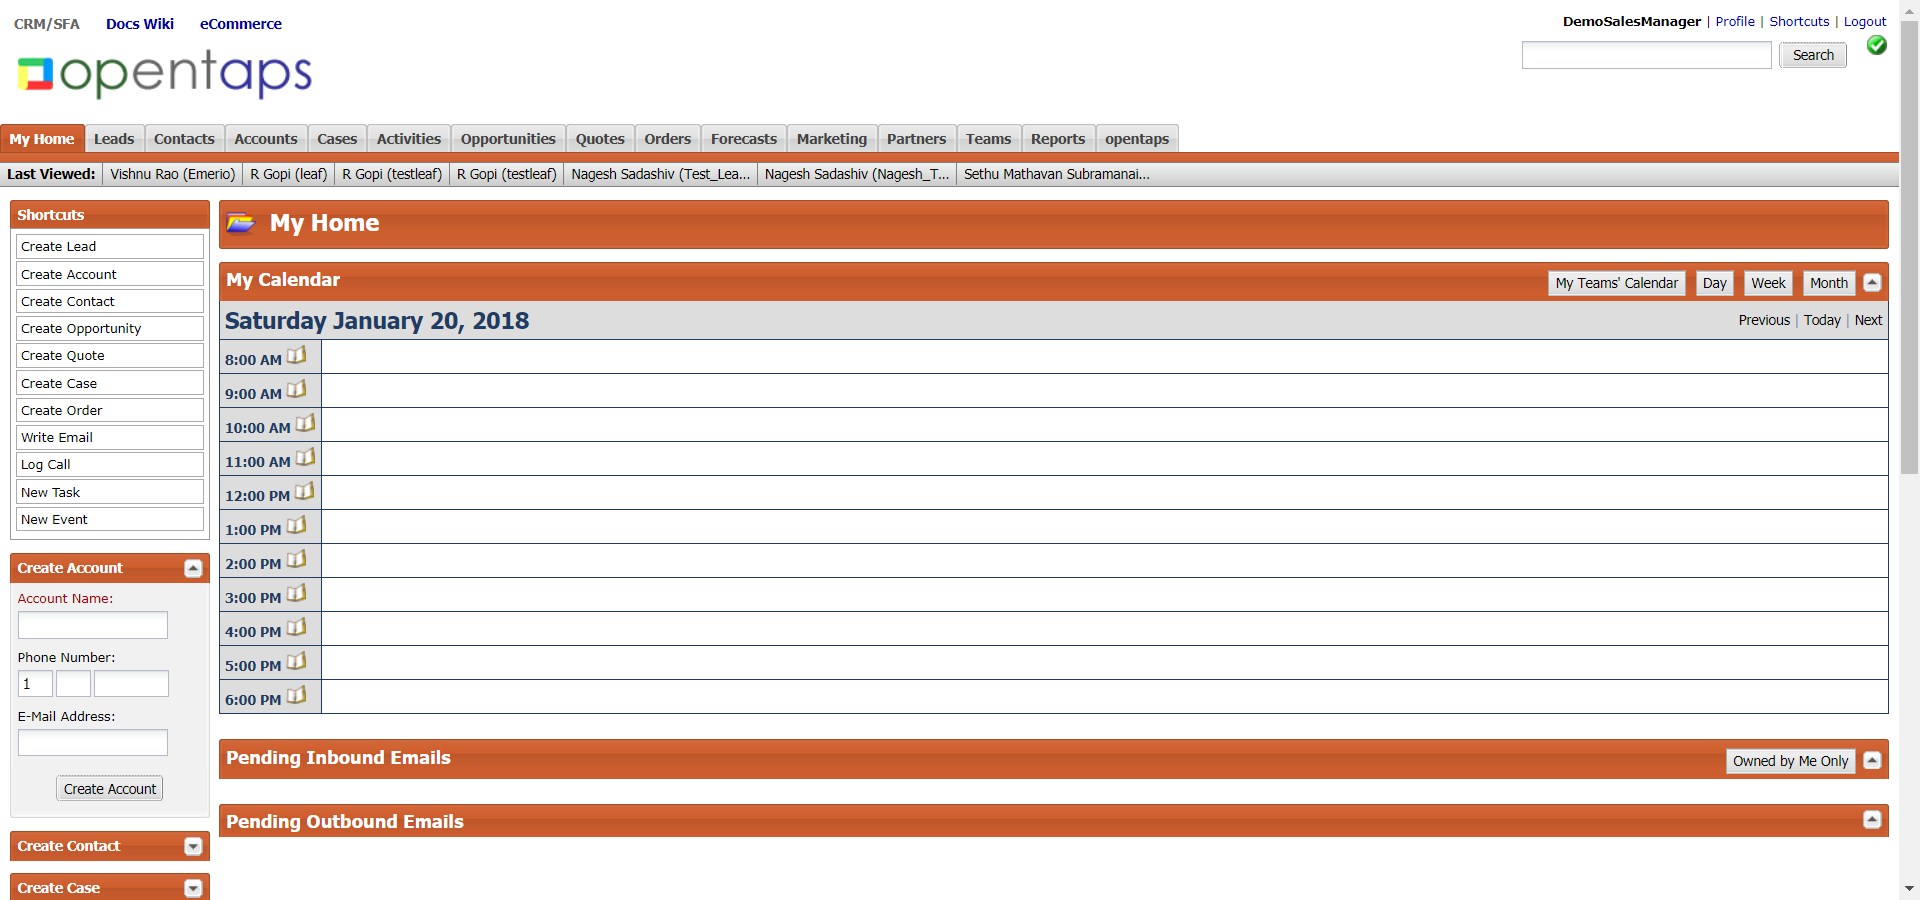 CRM/SFA Docs Wiki eCommerce
DemoSalesManager | Profile | Shortcuts | Logout
Search
opentaps
My Home Leads Contacts Accounts Cases Activities Opportunities Quotes Orders Forecasts Marketing Partners Teams Reports opentaps
Last Viewed: Vishnu Rao (Emerio) R Gopi (leaf) R Gopi (testleaf) R Gopi (testleaf) Nagesh Sadashiv (Test_Lea... Nagesh Sadashiv (Nagesh_T... Sethu Mathavan Subramanai...
Shortcuts
Create Lead
Create Account
Create Contact
Create Opportunity
Create Quote
Create Case
Create Order
Write Email
Log Call
New Task
New Event
Create Account
Account Name:
Phone Number:
1
E-Mail Address:
Create Account
Create Contact
Create Case
My Home
My Calendar
My Teams' Calendar Day Week Month
Saturday January 20, 2018
Previous | Today | Next
8:00 AM
9:00 AM
10:00 AM
11:00 AM
12:00 PM
1:00 PM
2:00 PM
3:00 PM
4:00 PM
5:00 PM
6:00 PM
Pending Inbound Emails
Owned by Me Only
Pending Outbound Emails